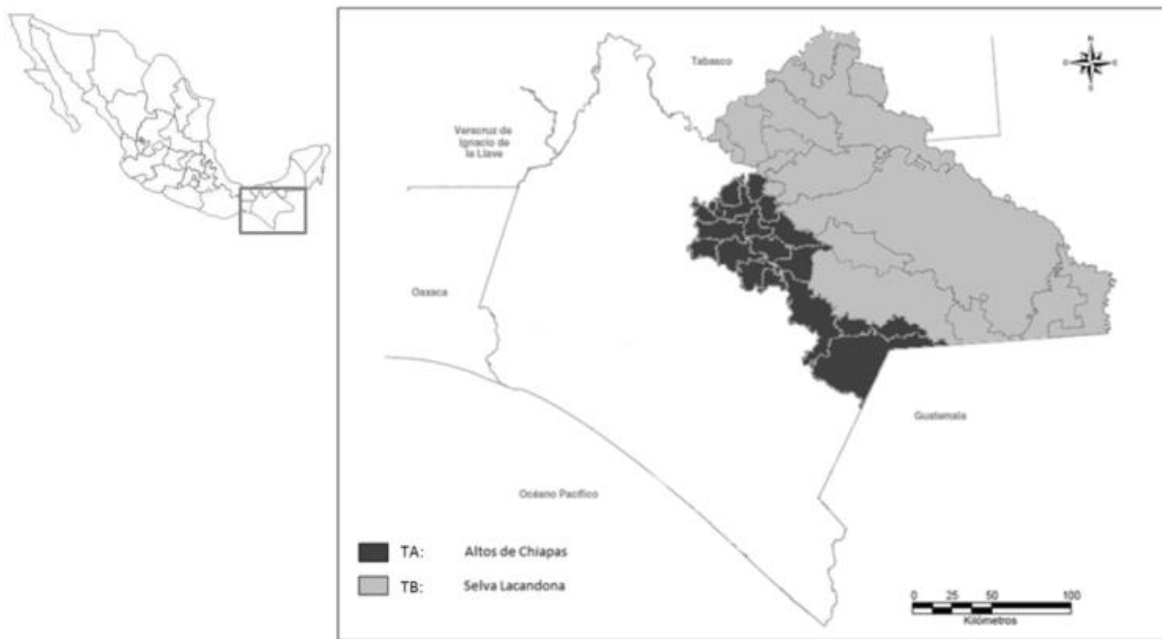 Tabasco
N
O
E
S
Veracruz de
Ignacio de
la Llave
Oaxaca
Guatemala
Océano Pacífico
TA: Altos de Chiapas
TB: Selva Lacandona
0 25 50 100
Kilómetros